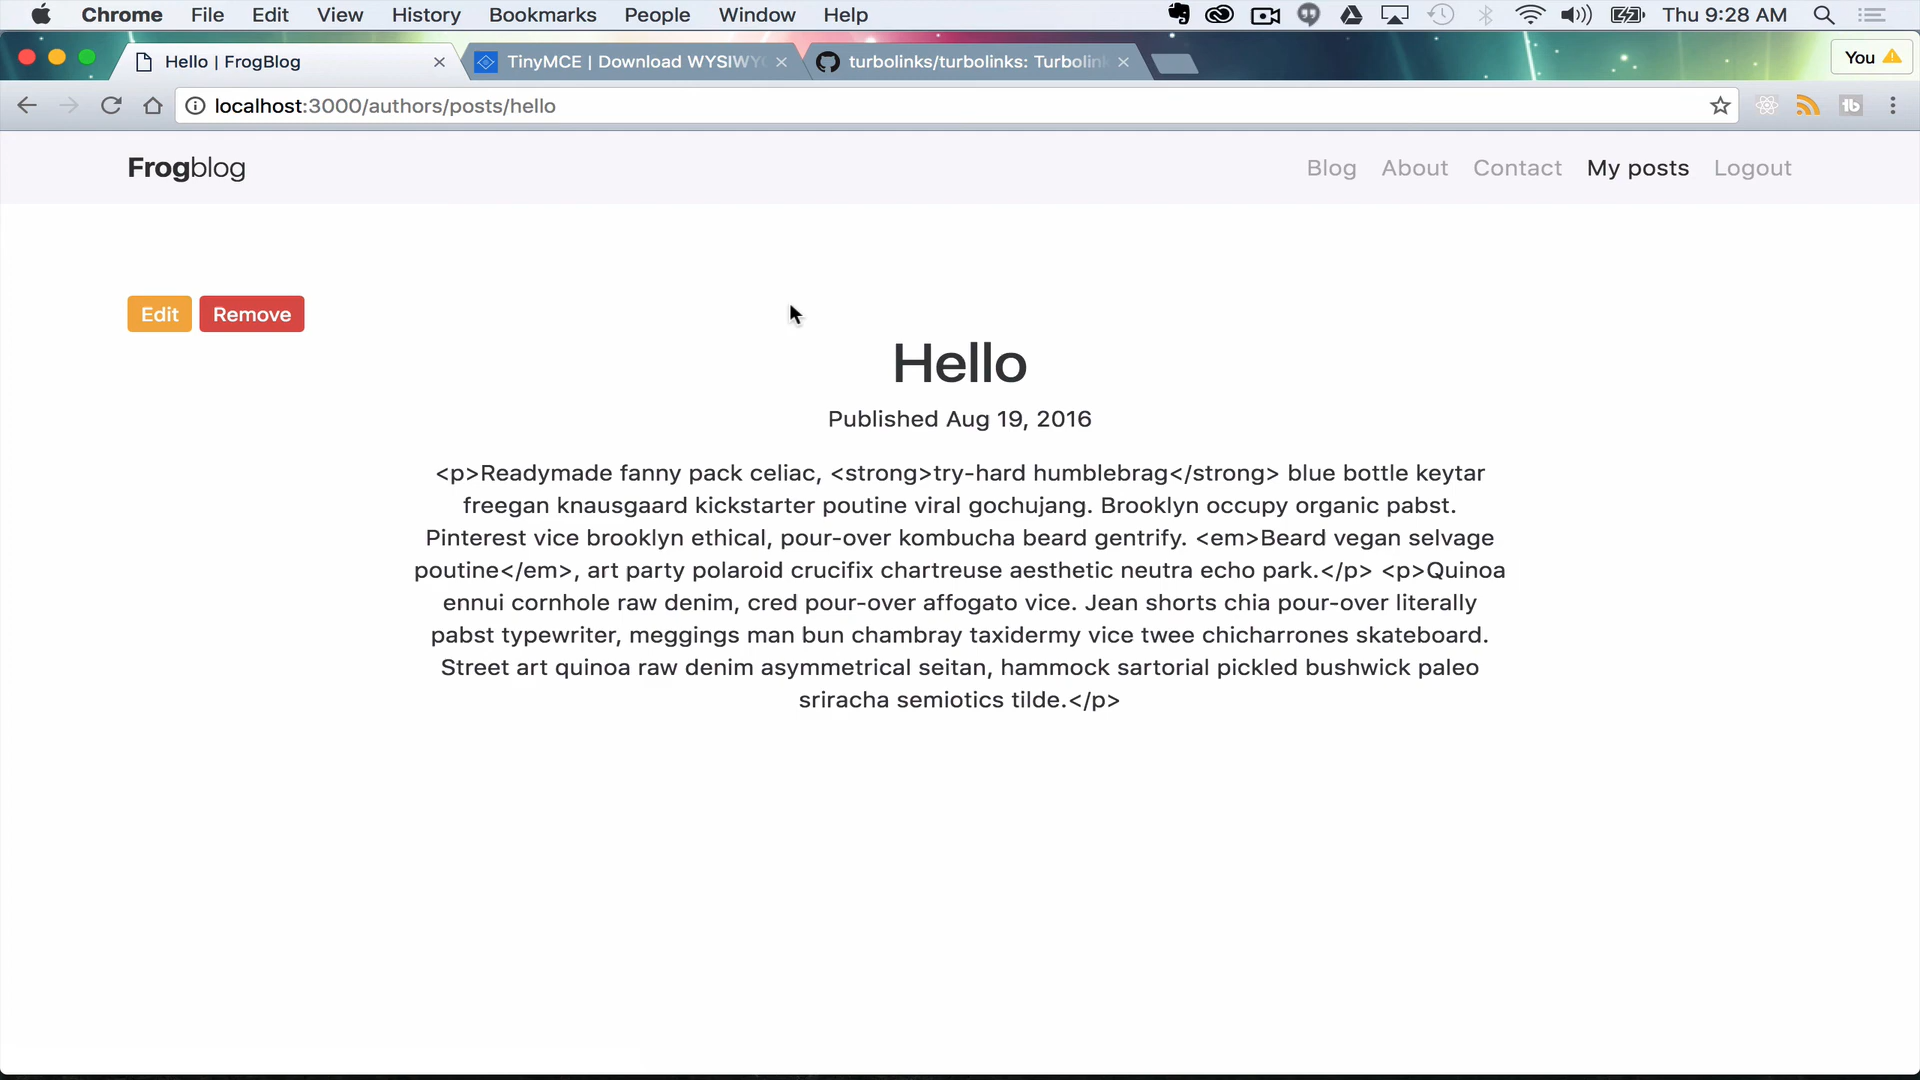 Chrome File Edit View History Bookmarks People Window Help Thu 9:28 AM
Hello | FrogBlog TinyMCE | Download WYSIWY turbolinks/turbolinks: Turbolin You
localhost:3000/authors/posts/hello
Frogblog Blog About Contact My posts Logout
Edit Remove
Hello
Published Aug 19, 2016
<p>Readymade fanny pack celiac, <strong>try-hard humblebrag</strong> blue bottle keytar
freegan knausgaard kickstarter poutine viral gochujang. Brooklyn occupy organic pabst.
Pinterest vice brooklyn ethical, pour-over kombucha beard gentrify. <em>Beard vegan selvage
poutine</em>, art party polaroid crucifix chartreuse aesthetic neutra echo park.</p> <p>Quinoa
ennui cornhole raw denim, cred pour-over affogato vice. Jean shorts chia pour-over literally
pabst typewriter, meggings man bun chambray taxidermy vice twee chicharrones skateboard.
Street art quinoa raw denim asymmetrical seitan, hammock sartorial pickled bushwick paleo
sriracha semiotics tilde.</p>